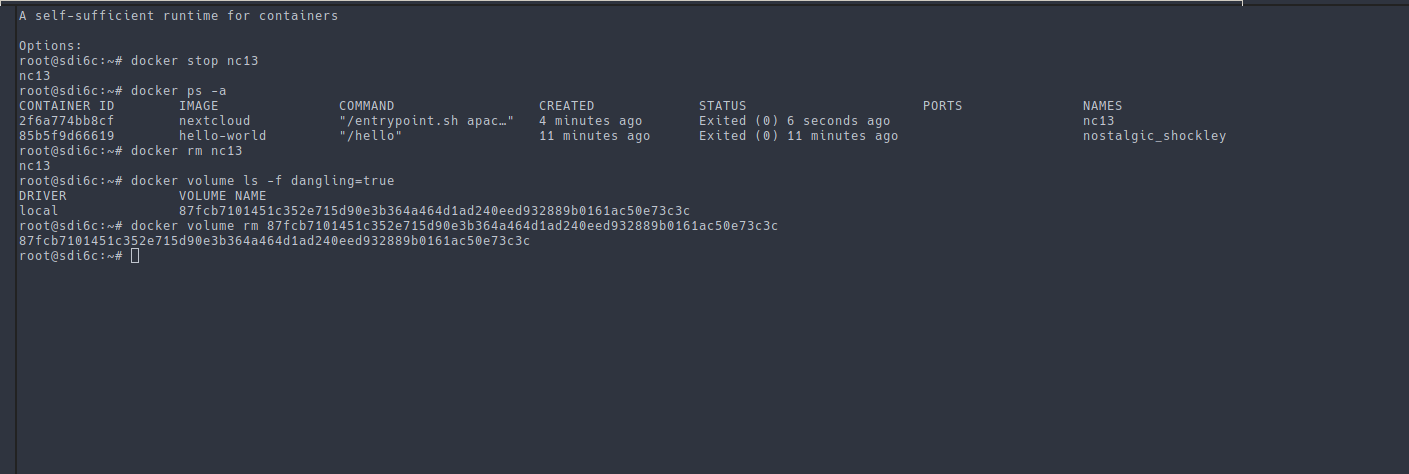 A self-sufficient runtime for containers
Options:
root@sdi6c:~# docker stop nc13
nc13
root@sdi6c:~# docker ps -a
CONTAINER ID IMAGE COMMAND CREATED STATUS PORTS NAMES
2f6a774bb8cf nextcloud "/entrypoint.sh apac…" 4 minutes ago Exited (0) 6 seconds ago nc13
85b5f9d66619 hello-world "/hello" 11 minutes ago Exited (0) 11 minutes ago nostalgic_shockley
root@sdi6c:~# docker rm nc13
nc13
root@sdi6c:~# docker volume ls -f dangling=true
DRIVER VOLUME NAME
local 87fcb7101451c352e715d90e3b364a464d1ad240eed932889b0161ac50e73c3c
root@sdi6c:~# docker volume rm 87fcb7101451c352e715d90e3b364a464d1ad240eed932889b0161ac50e73c3c
87fcb7101451c352e715d90e3b364a464d1ad240eed932889b0161ac50e73c3c
root@sdi6c:~#